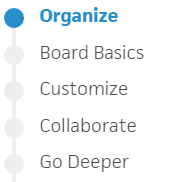 Organize
Board Basics
Customize
Collaborate
Go Deeper